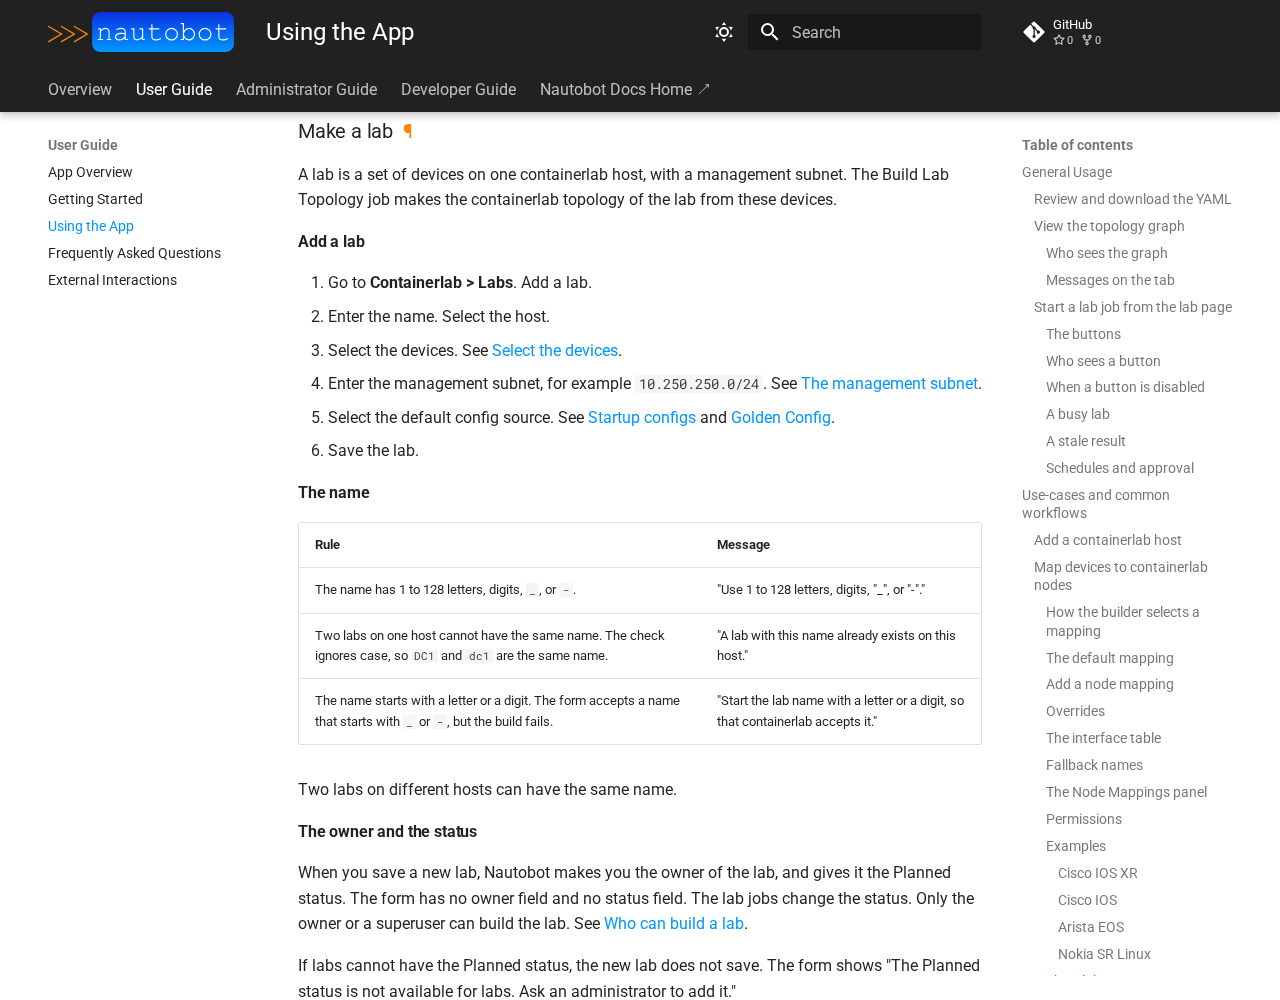 >>> nautobot
Using the App
Search
GitHub
0 0
Overview User Guide Administrator Guide Developer Guide Nautobot Docs Home ↗
User Guide
App Overview
Getting Started
Using the App
Frequently Asked Questions
External Interactions
Make a lab ¶
A lab is a set of devices on one containerlab host, with a management subnet. The Build Lab
Topology job makes the containerlab topology of the lab from these devices.
Add a lab
1. Go to Containerlab > Labs. Add a lab.
2. Enter the name. Select the host.
3. Select the devices. See Select the devices.
4. Enter the management subnet, for example 10.250.250.0/24. See The management subnet.
5. Select the default config source. See Startup configs and Golden Config.
6. Save the lab.
The name
Rule Message
The name has 1 to 128 letters, digits, _, or -. "Use 1 to 128 letters, digits, "_", or "-"."
Two labs on one host cannot have the same name. The check "A lab with this name already exists on this
ignores case, so DC1 and dc1 are the same name. host."
The name starts with a letter or a digit. The form accepts a name "Start the lab name with a letter or a digit, so
that starts with _ or -, but the build fails. that containerlab accepts it."
Two labs on different hosts can have the same name.
The owner and the status
When you save a new lab, Nautobot makes you the owner of the lab, and gives it the Planned
status. The form has no owner field and no status field. The lab jobs change the status. Only the
owner or a superuser can build the lab. See Who can build a lab.
If labs cannot have the Planned status, the new lab does not save. The form shows "The Planned
status is not available for labs. Ask an administrator to add it."
Table of contents
General Usage
Review and download the YAML
View the topology graph
Who sees the graph
Messages on the tab
Start a lab job from the lab page
The buttons
Who sees a button
When a button is disabled
A busy lab
A stale result
Schedules and approval
Use-cases and common
workflows
Add a containerlab host
Map devices to containerlab
nodes
How the builder selects a
mapping
The default mapping
Add a node mapping
Overrides
The interface table
Fallback names
The Node Mappings panel
Permissions
Examples
Cisco IOS XR
Cisco IOS
Arista EOS
Nokia SR Linux